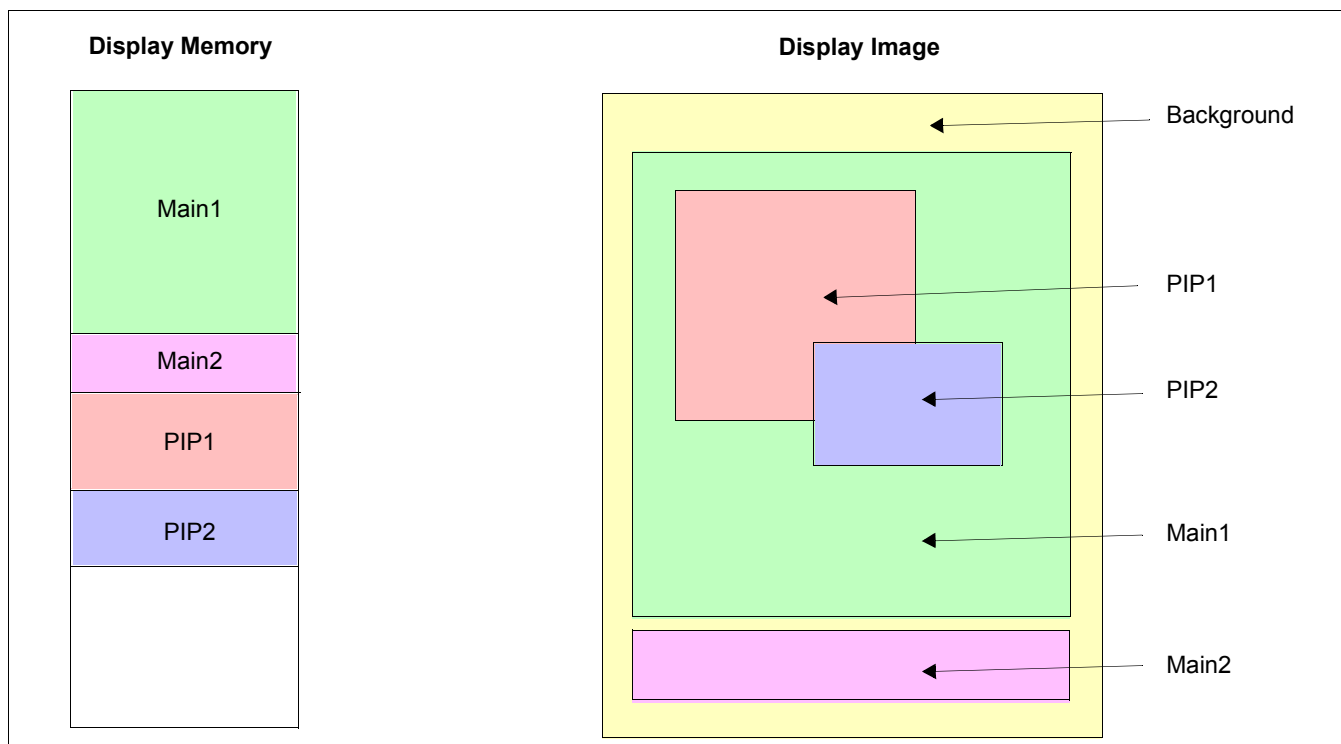 Display Memory
Main1
Main2
PIP1
PIP2
Display Image
Background
PIP1
PIP2
Main1
Main2